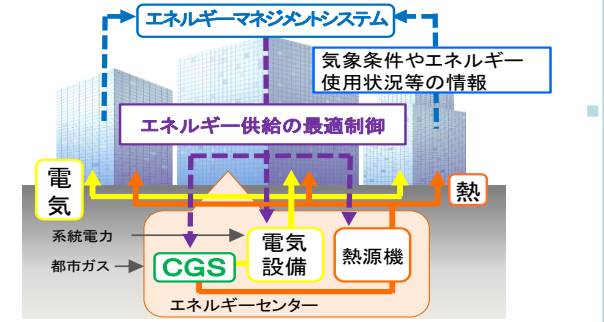 エネルギーマネジメントシステム
気象条件やエネルギー
使用状況等の情報
エネルギー供給の最適制御
電
気
熱
系統電力
都市ガス
CGS
電気
設備
熱源機
エネルギーセンター